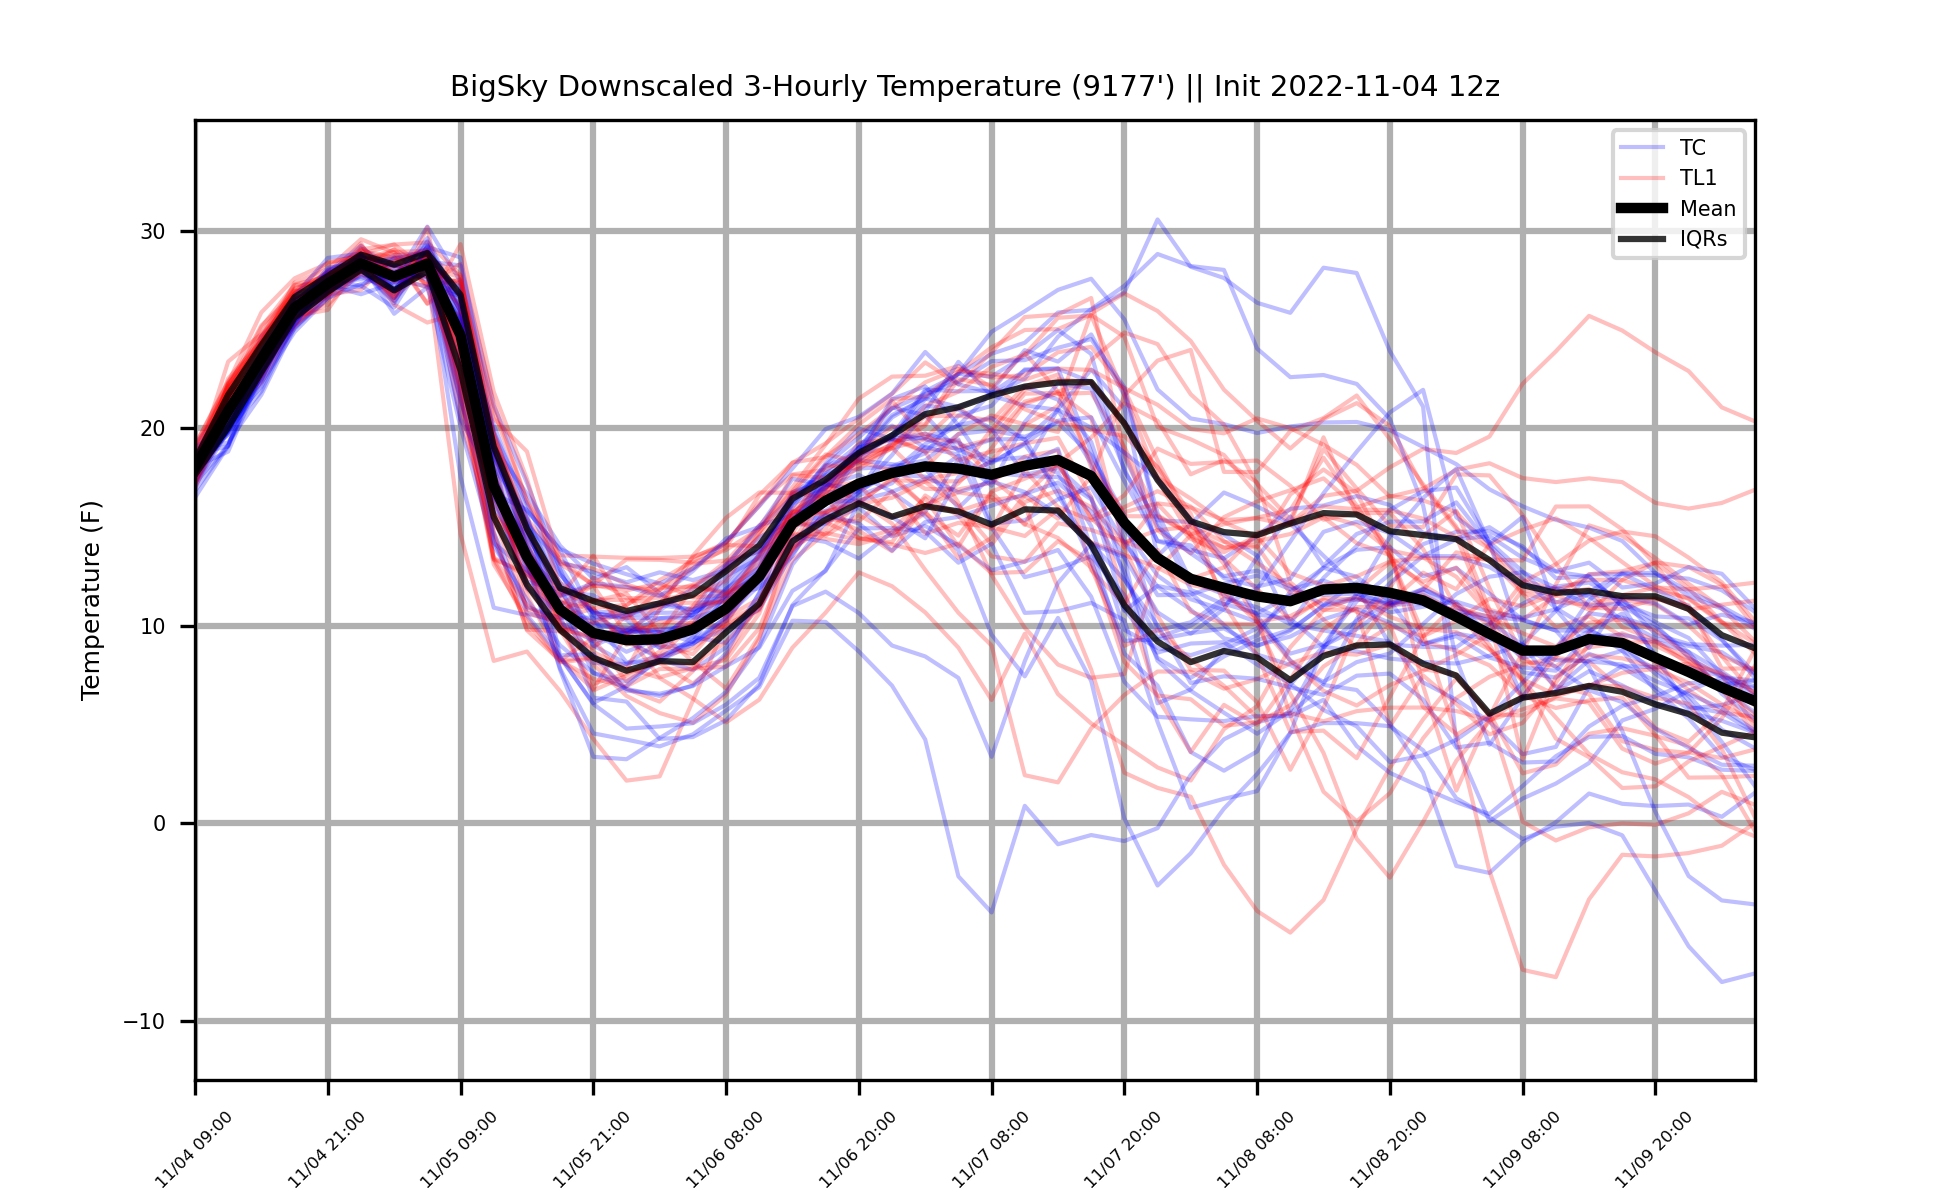 BigSky Downscaled 3-Hourly Temperature (9177') || Init 2022-11-04 12z
TC
TL1
Mean
IQRs
Temperature (F)
30
20
10
0
−10
11/04 09:00
11/04 21:00
11/05 09:00
11/05 21:00
11/06 08:00
11/06 20:00
11/07 08:00
11/07 20:00
11/08 08:00
11/08 20:00
11/09 08:00
11/09 20:00